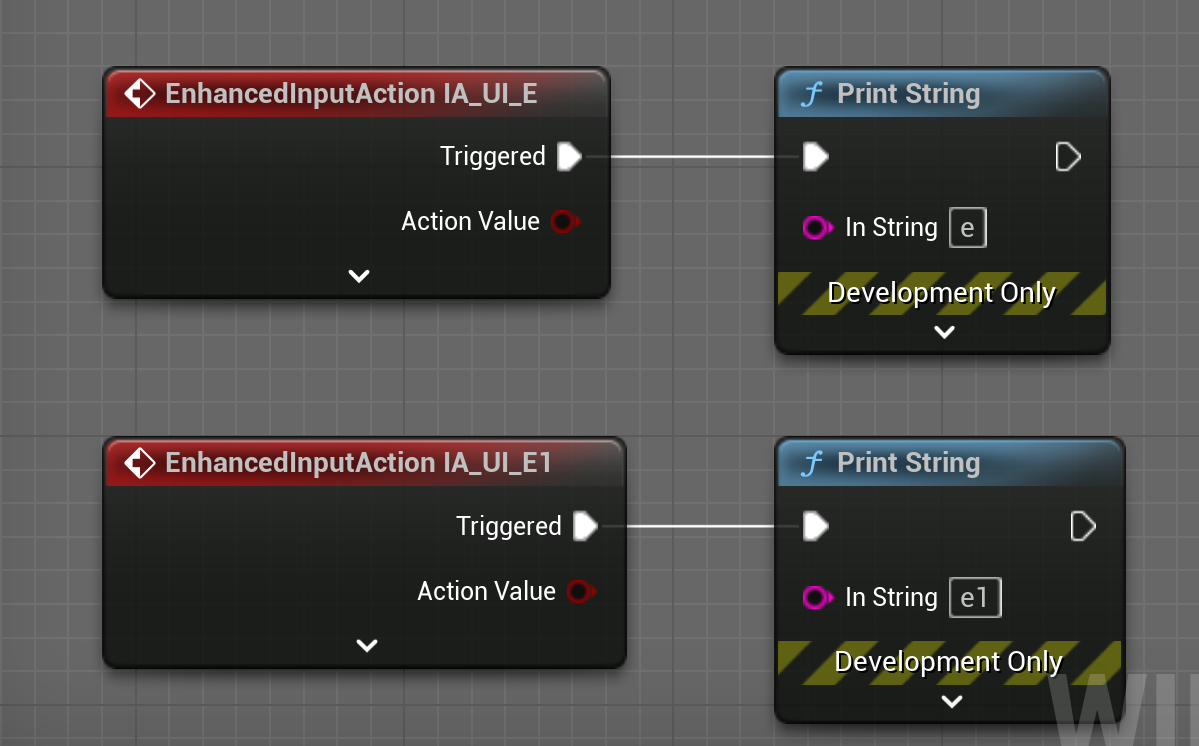 EnhancedInputAction IA_UI_E
Triggered
Action Value
f Print String
In String e
Development Only
EnhancedInputAction IA_UI_E1
Triggered
Action Value
f Print String
In String e1
Development Only